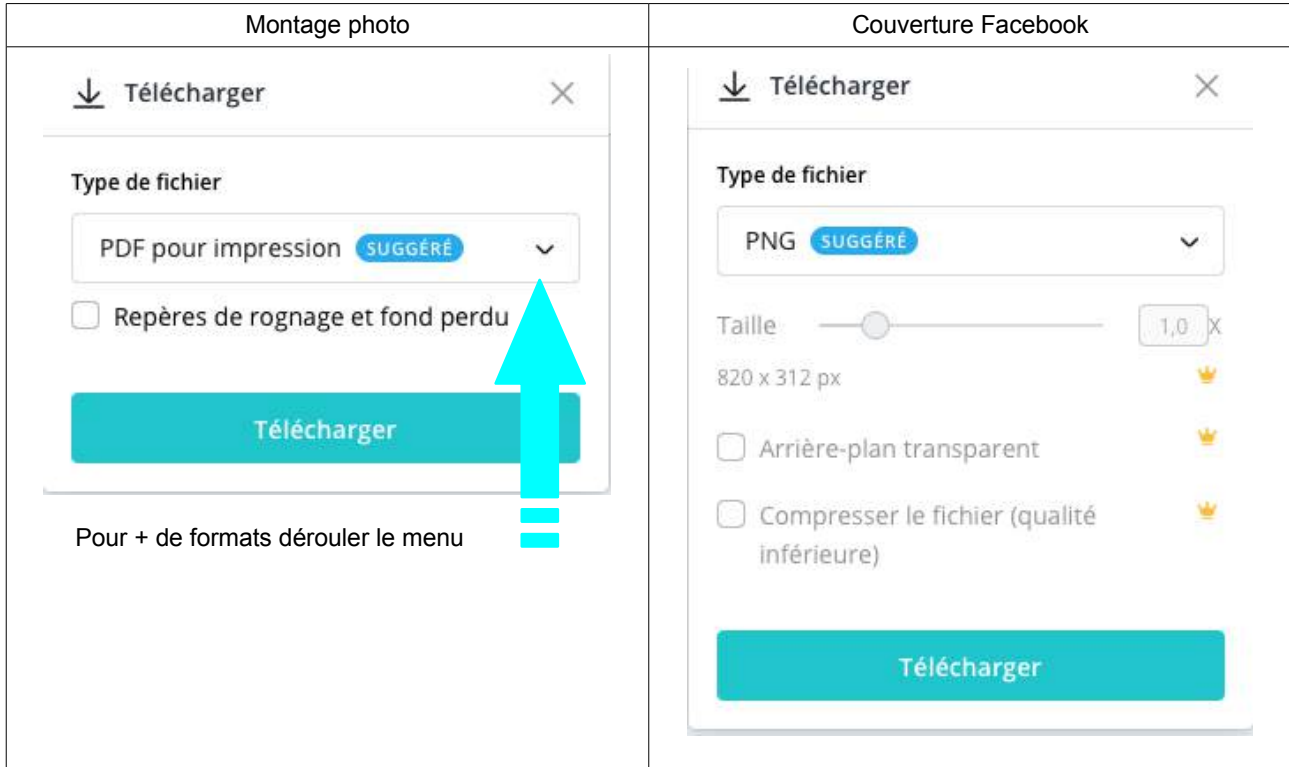 Montage photo
Couverture Facebook
Télécharger
Type de fichier
PDF pour impression SUGGÉRÉ
Repères de rognage et fond perdu
Télécharger
Pour + de formats dérouler le menu
Télécharger
Type de fichier
PNG SUGGÉRÉ
Taille 1,0 X
820 x 312 px
Arrière-plan transparent
Compresser le fichier (qualité
inférieure)
Télécharger